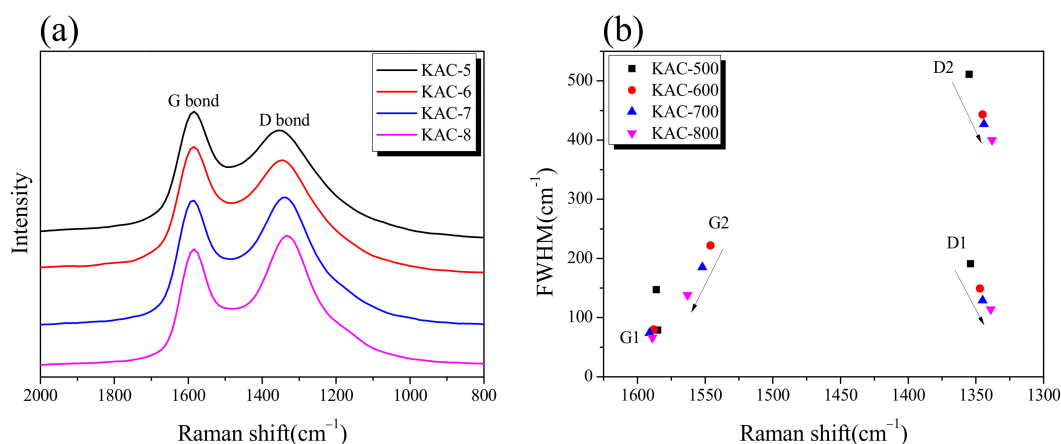 (a)
KAC-5
KAC-6
KAC-7
KAC-8
G bond
D bond
Intensity
2000 1800 1600 1400 1200 1000 800
Raman shift(cm⁻¹)
(b)
KAC-500
KAC-600
KAC-700
KAC-800
D2
G2
D1
G1
FWHM(cm⁻¹)
500
400
300
200
100
0
1600 1550 1500 1450 1400 1350 1300
Raman shift(cm⁻¹)